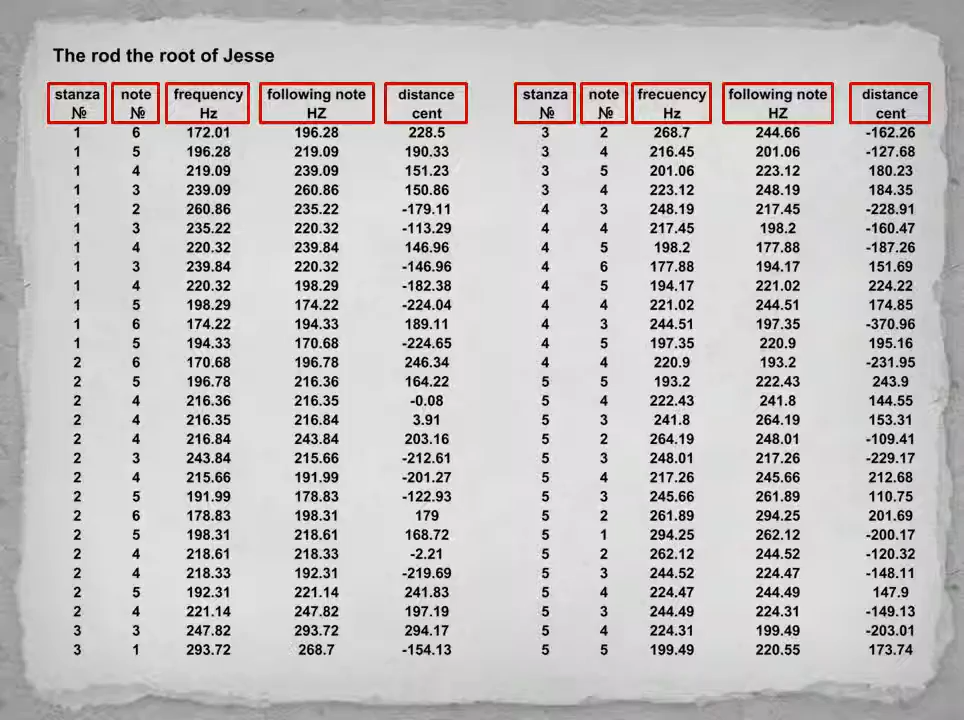 The rod the root of Jesse
stanza note frequency following note distance stanza note frecuency following note distance
№ № Hz HZ cent № № Hz HZ cent
1 6 172.01 196.28 228.5 3 2 268.7 244.66 -162.26
1 5 196.28 219.09 190.33 3 4 216.45 201.06 -127.68
1 4 219.09 239.09 151.23 3 5 201.06 223.12 180.23
1 3 239.09 260.86 150.86 3 4 223.12 248.19 184.35
1 2 260.86 235.22 -179.11 4 3 248.19 217.45 -228.91
1 3 235.22 220.32 -113.29 4 4 217.45 198.2 -160.47
1 4 220.32 239.84 146.96 4 5 198.2 177.88 -187.26
1 3 239.84 220.32 -146.96 4 6 177.88 194.17 151.69
1 4 220.32 198.29 -182.38 4 5 194.17 221.02 224.22
1 5 198.29 174.22 -224.04 4 4 221.02 244.51 174.85
1 6 174.22 194.33 189.11 4 3 244.51 197.35 -370.96
1 5 194.33 170.68 -224.65 4 5 197.35 220.9 195.16
2 6 170.68 196.78 246.34 4 4 220.9 193.2 -231.95
2 5 196.78 216.36 164.22 5 5 193.2 222.43 243.9
2 4 216.36 216.35 -0.08 5 4 222.43 241.8 144.55
2 4 216.35 216.84 3.91 5 3 241.8 264.19 153.31
2 4 216.84 243.84 203.16 5 2 264.19 248.01 -109.41
2 3 243.84 215.66 -212.61 5 3 248.01 217.26 -229.17
2 4 215.66 191.99 -201.27 5 4 217.26 245.66 212.68
2 5 191.99 178.83 -122.93 5 3 245.66 261.89 110.75
2 6 178.83 198.31 179 5 2 261.89 294.25 201.69
2 5 198.31 218.61 168.72 5 1 294.25 262.12 -200.17
2 4 218.61 218.33 -2.21 5 2 262.12 244.52 -120.32
2 4 218.33 192.31 -219.69 5 3 244.52 224.47 -148.11
2 5 192.31 221.14 241.83 5 4 224.47 244.49 147.9
2 4 221.14 247.82 197.19 5 3 244.49 224.31 -149.13
3 3 247.82 293.72 294.17 5 4 224.31 199.49 -203.01
3 1 293.72 268.7 -154.13 5 5 199.49 220.55 173.74